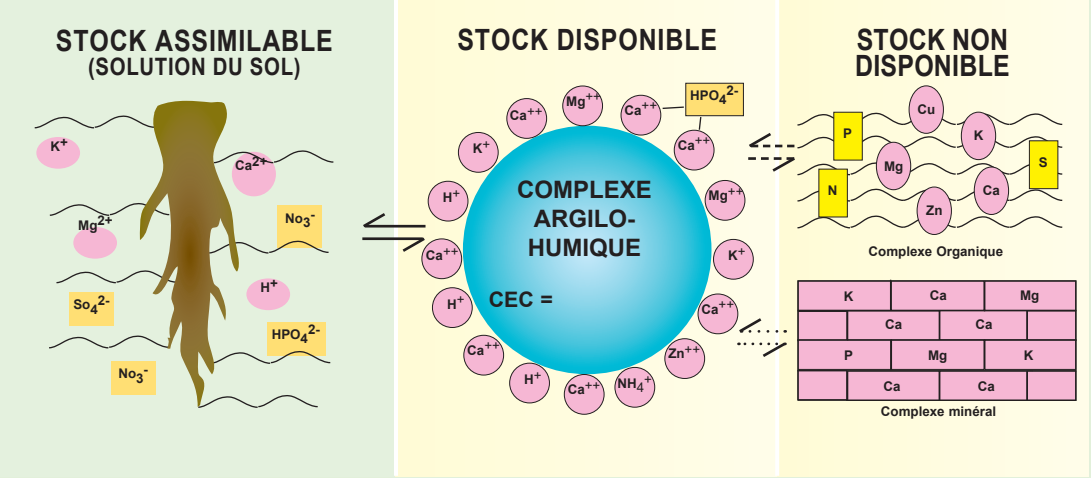 STOCK ASSIMILABLE
(SOLUTION DU SOL)
K+
Ca2+
Mg2+
No3-
H+
So42-
HPO42-
No3-
STOCK DISPONIBLE
Mg++
Ca++
HPO42-
Ca++
Ca++
K+
Mg++
H+
K+
Ca++
Ca++
H+
Zn++
Ca++
NH4+
H+
Ca++
COMPLEXE
ARGILO-
HUMIQUE
CEC =
STOCK NON
DISPONIBLE
Cu
P
K
Mg
S
N
Ca
Zn
Complexe Organique
K Ca Mg
Ca Ca
P Mg K
Ca Ca
Complexe minéral